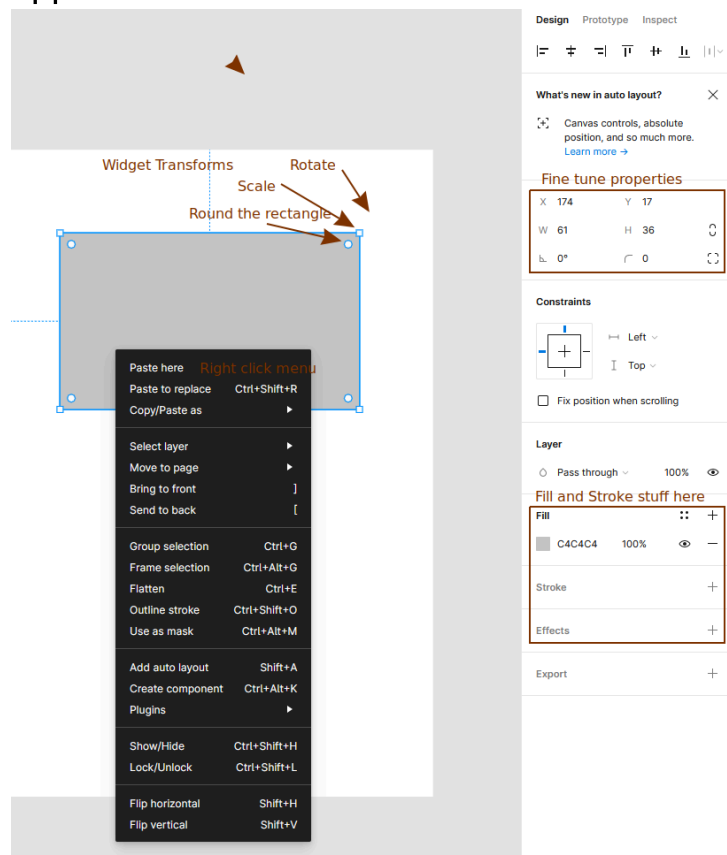 Design Prototype Inspect
What's new in auto layout?
Canvas controls, absolute
position, and so much more.
Learn more →
Widget Transforms
Rotate
Scale
Round the rectangle
Fine tune properties
X 174 Y 17
W 61 H 36
0° 0
Constraints
Left
Top
Fix position when scrolling
Layer
Pass through 100%
Fill and Stroke stuff here
Fill
C4C4C4 100%
Stroke
Effects
Export
Right click menu
Paste here
Paste to replace Ctrl+Shift+R
Copy/Paste as
Select layer
Move to page
Bring to front ]
Send to back [
Group selection Ctrl+G
Frame selection Ctrl+Alt+G
Flatten Ctrl+E
Outline stroke Ctrl+Shift+O
Use as mask Ctrl+Alt+M
Add auto layout Shift+A
Create component Ctrl+Alt+K
Plugins
Show/Hide Ctrl+Shift+H
Lock/Unlock Ctrl+Shift+L
Flip horizontal Shift+H
Flip vertical Shift+V